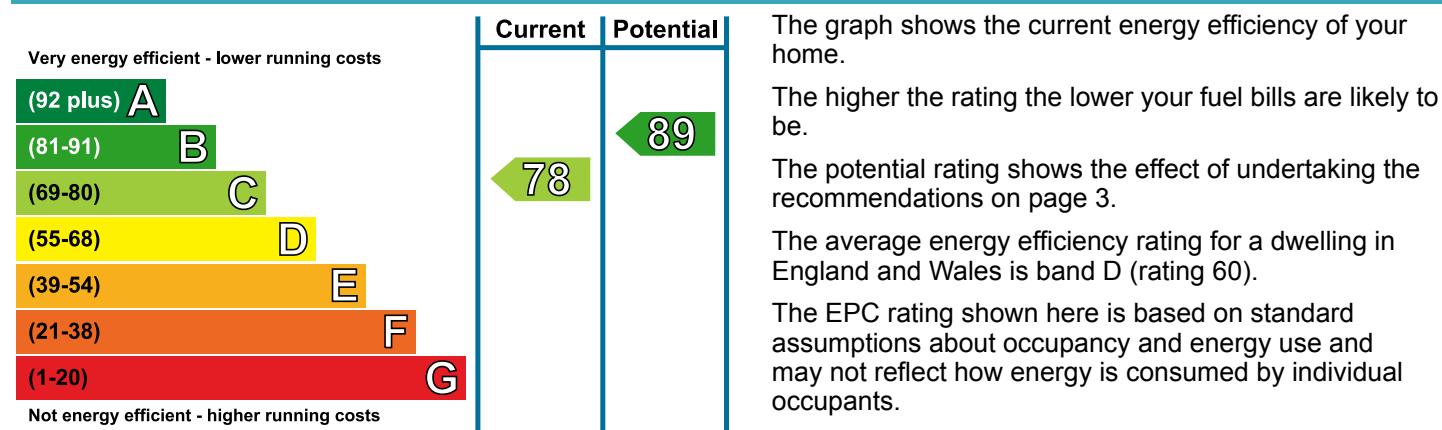 Current Potential
Very energy efficient - lower running costs
(92 plus) A
(81-91) B
(69-80) C
(55-68) D
(39-54) E
(21-38) F
(1-20) G
Not energy efficient - higher running costs
78
89
The graph shows the current energy efficiency of your
home.
The higher the rating the lower your fuel bills are likely to
be.
The potential rating shows the effect of undertaking the
recommendations on page 3.
The average energy efficiency rating for a dwelling in
England and Wales is band D (rating 60).
The EPC rating shown here is based on standard
assumptions about occupancy and energy use and
may not reflect how energy is consumed by individual
occupants.